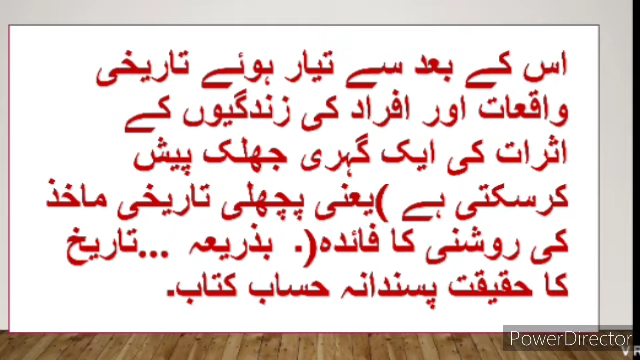 اس کے بعد سے تیار ہوئے تاریخی
واقعات اور افراد کی زندگیوں کے
اثرات کی ایک گہری جھلک پیش
کرسکتی ہے )یعنی پچھلی تاریخی ماخذ
کی روشنی کا فائدہ(. بذریعہ ...تاریخ
کا حقیقت پسندانہ حساب کتاب۔
PowerDirector